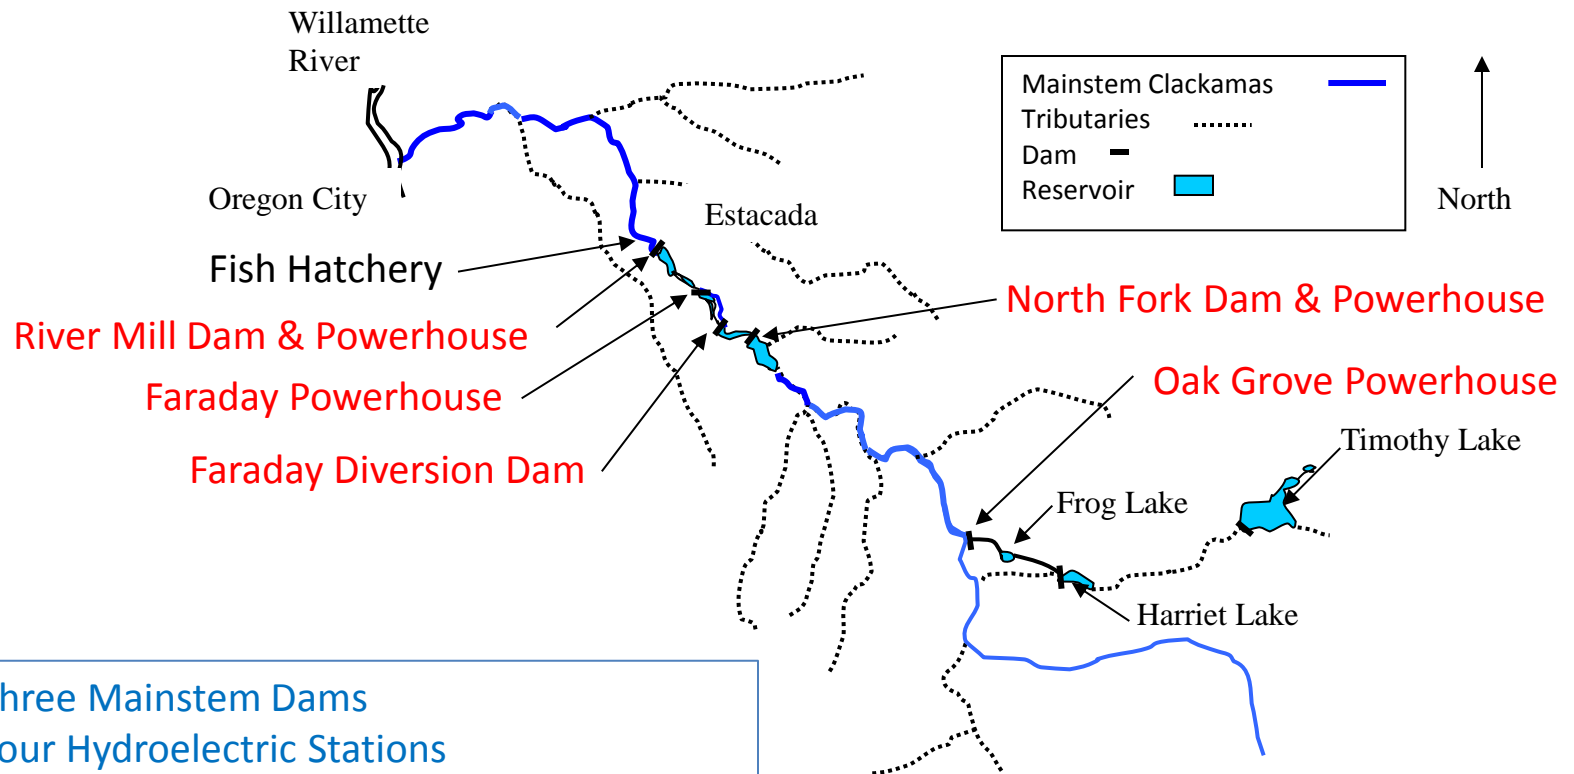 Willamette
River
Mainstem Clackamas
Tributaries
Dam
Reservoir
North
Oregon City
Estacada
Fish Hatchery
River Mill Dam & Powerhouse
North Fork Dam & Powerhouse
Faraday Powerhouse
Oak Grove Powerhouse
Faraday Diversion Dam
Timothy Lake
Frog Lake
Harriet Lake
hree Mainstem Dams
our Hydroelectric Stations